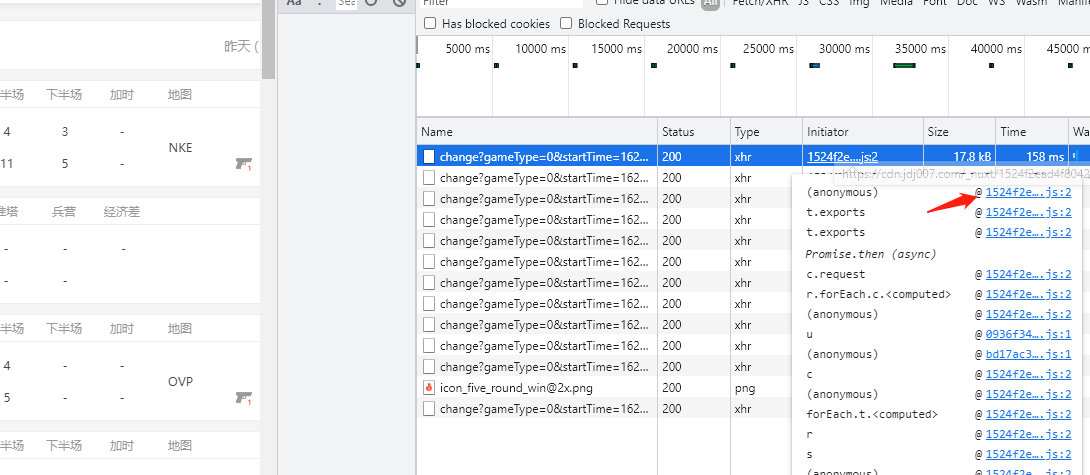 Aa .* Sea
Filter Hide data URLs All Fetch/XHR JS CSS Img Media Font Doc WS Wasm Manife
Has blocked cookies Blocked Requests
5000 ms 10000 ms 15000 ms 20000 ms 25000 ms 30000 ms 35000 ms 40000 ms 45000 m
昨天 (
Name Status Type Initiator Size Time Wa
半场 下半场 加时 地图
4 3 -
NKE
11 5 -
1
塔 兵营 经济差
- - -
- -
半场 下半场 加时 地图
4 - -
OVP
5 - -
1
半场 下半场 加时 地图
change?gameType=0&startTime=162... 200 xhr 1524f2e....js:2 17.8 kB 158 ms
https://cdn.jdj007.com/_nuxt/1524f2ead4f8042
change?gameType=0&startTime=162... 200 xhr
change?gameType=0&startTime=162... 200 xhr
change?gameType=0&startTime=162... 200 xhr
change?gameType=0&startTime=162... 200 xhr
change?gameType=0&startTime=162... 200 xhr
change?gameType=0&startTime=162... 200 xhr
change?gameType=0&startTime=162... 200 xhr
change?gameType=0&startTime=162... 200 xhr
change?gameType=0&startTime=162... 200 xhr
change?gameType=0&startTime=162... 200 xhr
icon_five_round_win@2x.png 200 png
change?gameType=0&startTime=162... 200 xhr
(anonymous) @ 1524f2e....js:2
t.exports @ 1524f2e....js:2
t.exports @ 1524f2e....js:2
Promise.then (async)
c.request @ 1524f2e....js:2
r.forEach.c.<computed> @ 1524f2e....js:2
(anonymous) @ 1524f2e....js:2
u @ 0936f34....js:1
(anonymous) @ bd17ac3....js:1
c @ 1524f2e....js:2
(anonymous) @ 1524f2e....js:2
forEach.t.<computed> @ 1524f2e....js:2
r @ 1524f2e....js:2
s @ 1524f2e....js:2
(anonymous) @ 1524f2e....js:2